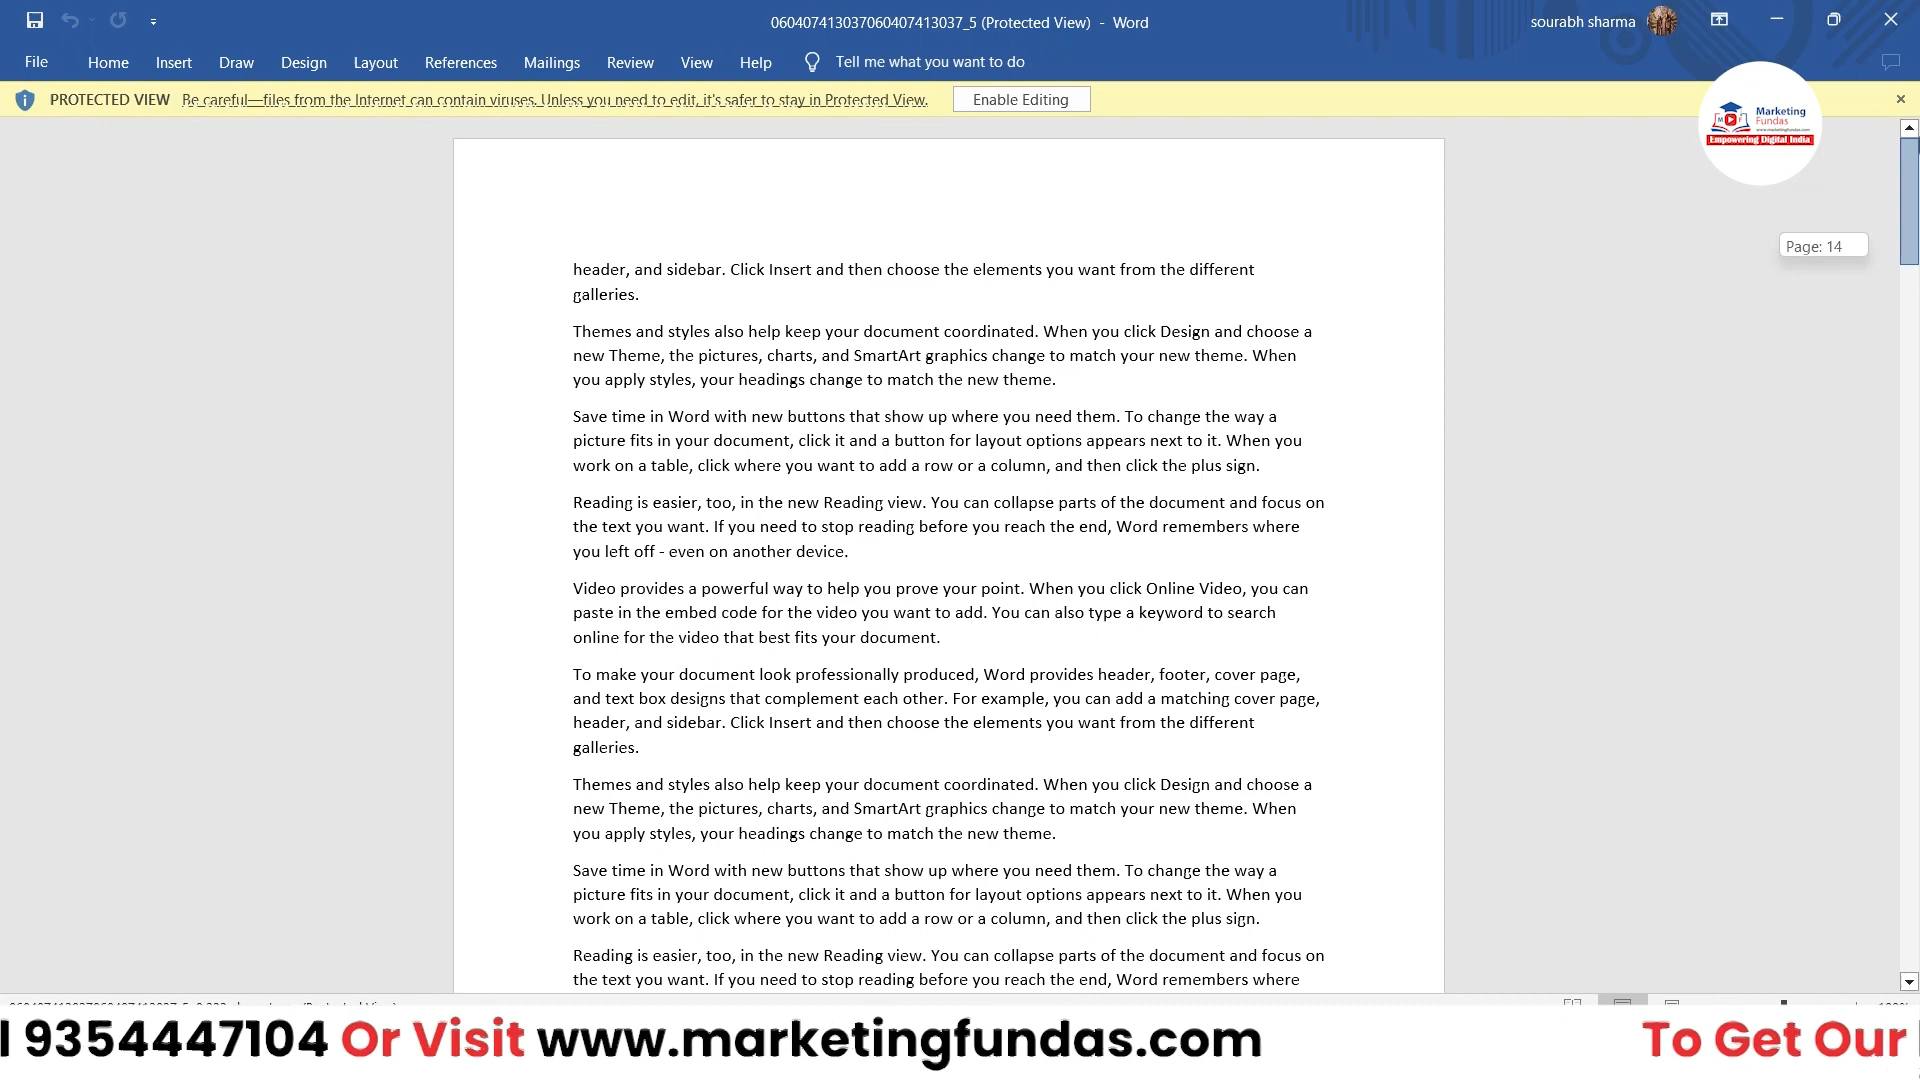 060407413037060407413037_5 (Protected View) - Word
sourabh sharma
File Home Insert Draw Design Layout References Mailings Review View Help Tell me what you want to do
PROTECTED VIEW Be careful—files from the Internet can contain viruses. Unless you need to edit, it's safer to stay in Protected View. Enable Editing
Marketing
Fundas
www.marketingfundas.com
Empowering Digital India
Page: 14
header, and sidebar. Click Insert and then choose the elements you want from the different
galleries.
Themes and styles also help keep your document coordinated. When you click Design and choose a
new Theme, the pictures, charts, and SmartArt graphics change to match your new theme. When
you apply styles, your headings change to match the new theme.
Save time in Word with new buttons that show up where you need them. To change the way a
picture fits in your document, click it and a button for layout options appears next to it. When you
work on a table, click where you want to add a row or a column, and then click the plus sign.
Reading is easier, too, in the new Reading view. You can collapse parts of the document and focus on
the text you want. If you need to stop reading before you reach the end, Word remembers where
you left off - even on another device.
Video provides a powerful way to help you prove your point. When you click Online Video, you can
paste in the embed code for the video you want to add. You can also type a keyword to search
online for the video that best fits your document.
To make your document look professionally produced, Word provides header, footer, cover page,
and text box designs that complement each other. For example, you can add a matching cover page,
header, and sidebar. Click Insert and then choose the elements you want from the different
galleries.
Themes and styles also help keep your document coordinated. When you click Design and choose a
new Theme, the pictures, charts, and SmartArt graphics change to match your new theme. When
you apply styles, your headings change to match the new theme.
Save time in Word with new buttons that show up where you need them. To change the way a
picture fits in your document, click it and a button for layout options appears next to it. When you
work on a table, click where you want to add a row or a column, and then click the plus sign.
Reading is easier, too, in the new Reading view. You can collapse parts of the document and focus on
the text you want. If you need to stop reading before you reach the end, Word remembers where
9354447104 Or Visit www.marketingfundas.com To Get Our